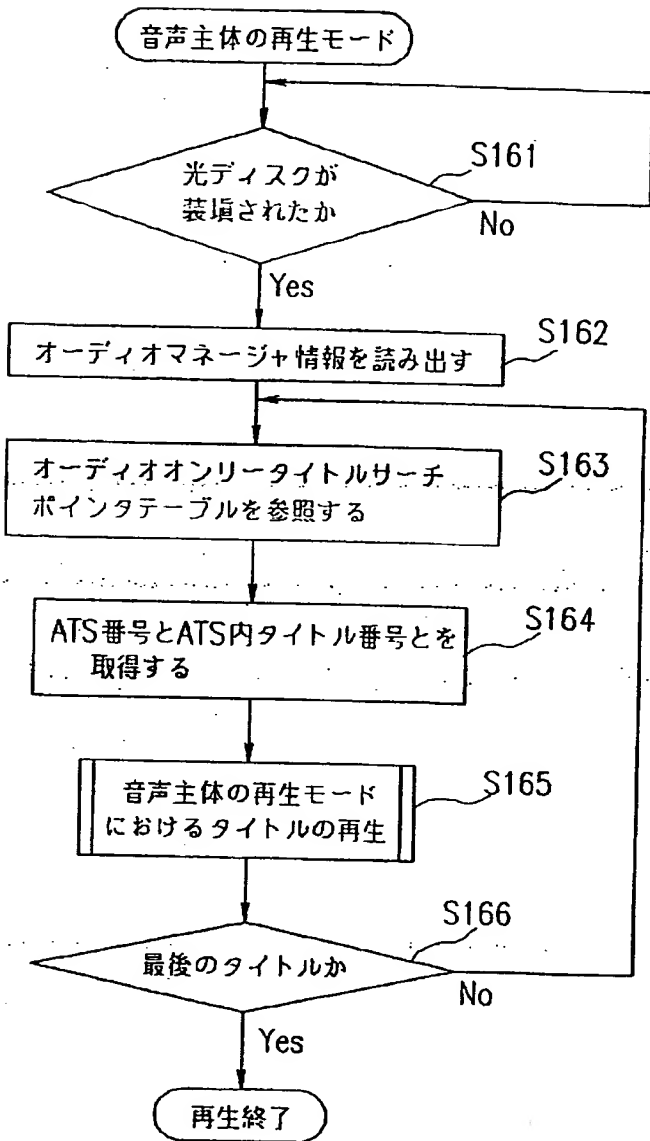 音声主体の再生モード
S161
光ディスクが
装填されたか
No
Yes
S162
オーディオマネージャ情報を読み出す
S163
オーディオオンリータイトルサーチ
ポインタテーブルを参照する
S164
ATS番号とATS内タイトル番号とを
取得する
S165
音声主体の再生モード
におけるタイトルの再生
S166
最後のタイトルか
No
Yes
再生終了